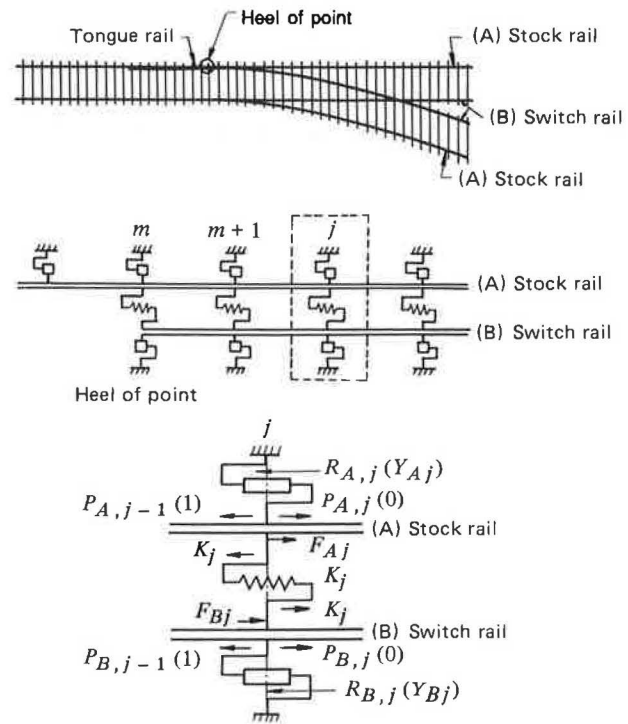 Heel of point
Tongue rail
(A) Stock rail
(B) Switch rail
(A) Stock rail
m
m + 1
j
(A) Stock rail
(B) Switch rail
Heel of point
j
R_{A, j} (Y_{Aj})
P_{A, j-1} (1)
P_{A, j} (0)
(A) Stock rail
F_{Aj}
K_j
K_j
F_{Bj}
K_j
(B) Switch rail
P_{B, j-1} (1)
P_{B, j} (0)
R_{B, j} (Y_{Bj})